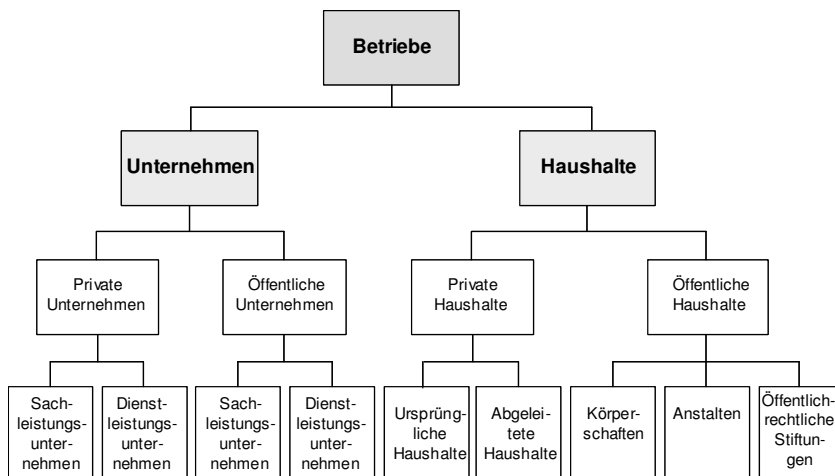 Betriebe
Unternehmen
Haushalte
Private
Unternehmen
Öffentliche
Unternehmen
Private
Haushalte
Öffentliche
Haushalte
Sach-
leistungs-
unter-
nehmen
Dienst-
leistungs-
unter-
nehmen
Sach-
leistungs-
unter-
nehmen
Dienst-
leistungs-
unter-
nehmen
Ursprüng-
liche
Haushalte
Abgelei-
tete
Haushalte
Körper-
schaften
Anstalten
Öffentlich-
rechtliche
Stiftun-
gen